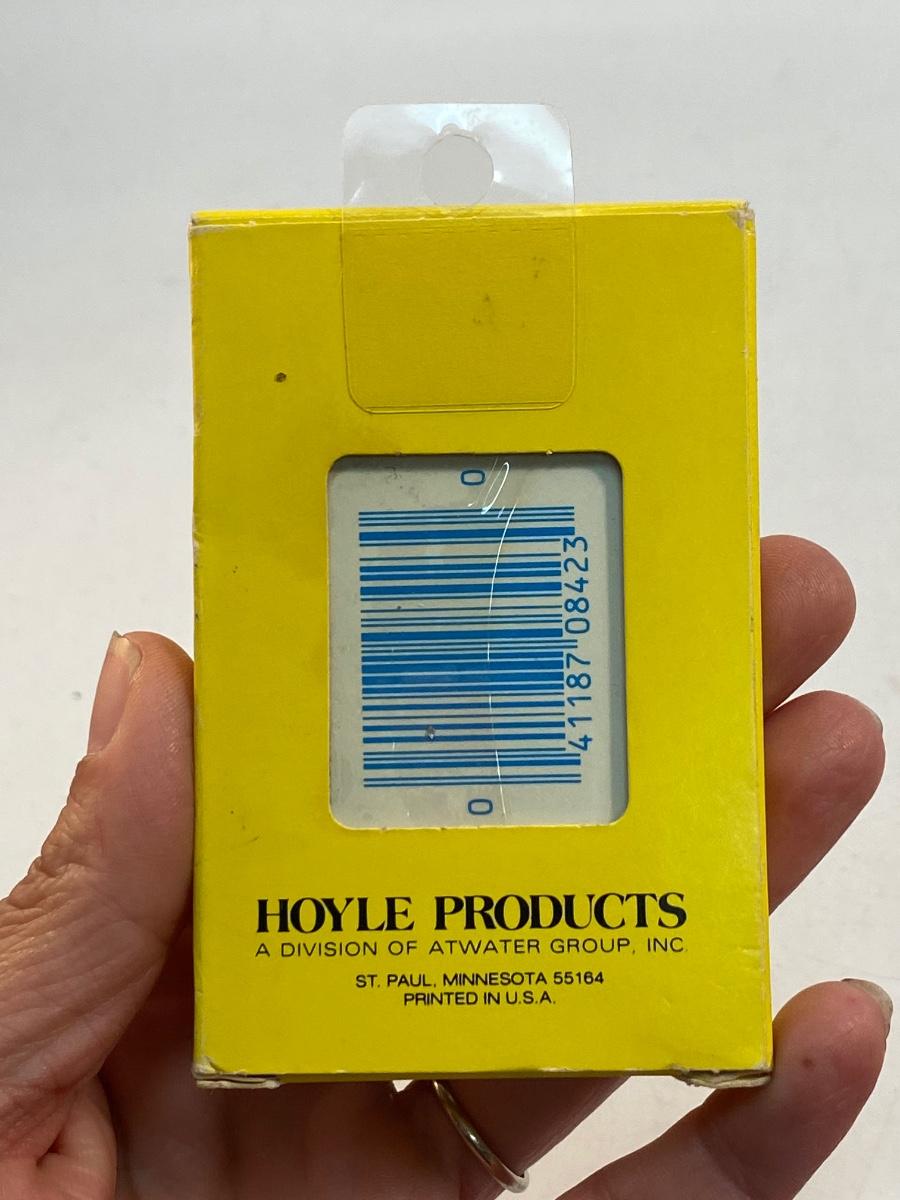 0
41187 08423
0
HOYLE PRODUCTS
A DIVISION OF ATWATER GROUP, INC.
ST. PAUL, MINNESOTA 55164
PRINTED IN U.S.A.